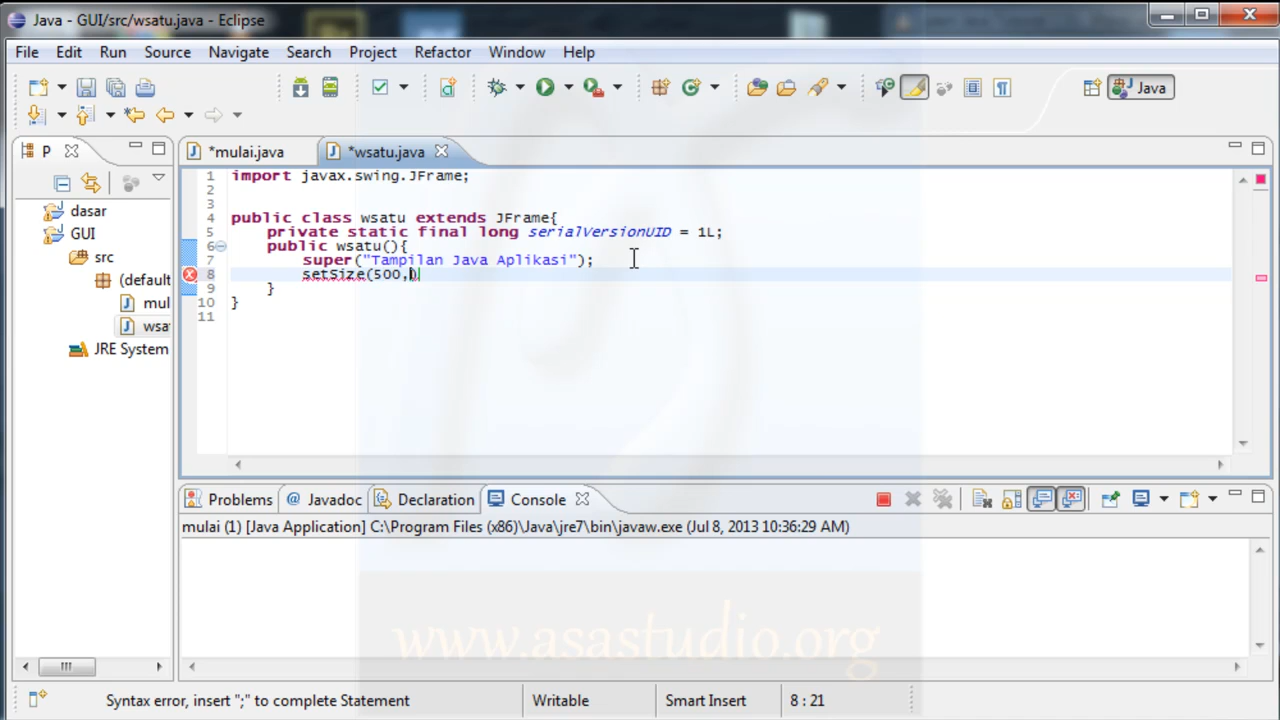 Java - GUI/src/wsatu.java - Eclipse
File Edit Run Source Navigate Search Project Refactor Window Help
Java
P
*mulai.java
*wsatu.java
dasar
GUI
src
(default
mul
wsat
JRE System
1 import javax.swing.JFrame;
2
3
4 public class wsatu extends JFrame{
5 private static final long serialVersionUID = 1L;
6 public wsatu(){
7 super("Tampilan Java Aplikasi");
8 setSize(500,)
9 }
10 }
11
Problems @ Javadoc Declaration Console
mulai (1) [Java Application] C:\Program Files (x86)\Java\jre7\bin\javaw.exe (Jul 8, 2013 10:36:29 AM)
www.asastudio.org
Syntax error, insert ";" to complete Statement Writable Smart Insert 8 : 21